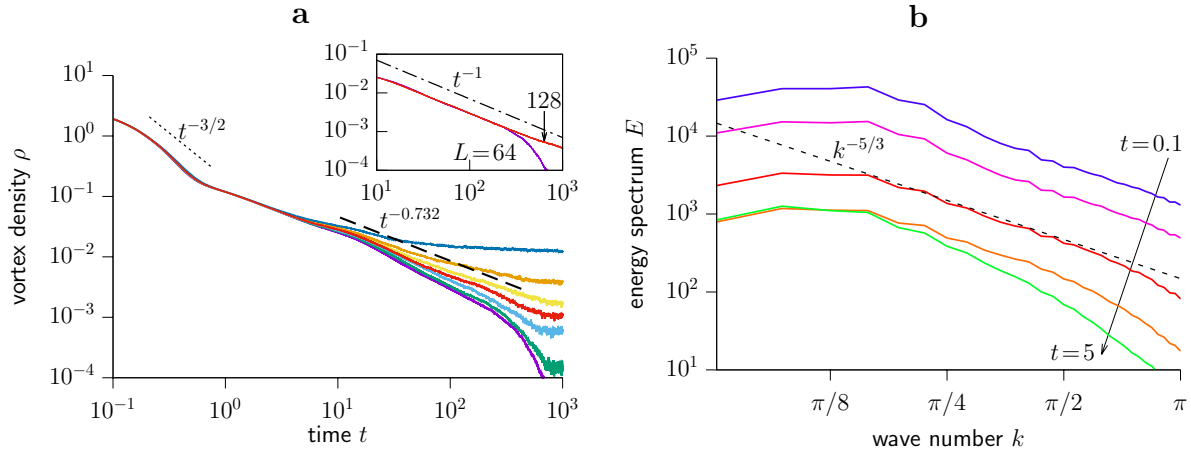 a
vortex density ρ
10^1
10^0
10^{-1}
10^{-2}
10^{-3}
10^{-4}
10^{-1}
10^0
10^1
10^2
10^3
time t
t^{-3/2}
t^{-0.732}
10^{-1}
10^{-2}
10^{-3}
10^{-4}
10^1
10^2
10^3
t^{-1}
128
L=64
b
energy spectrum E
10^5
10^4
10^3
10^2
10^1
π/8
π/4
π/2
π
wave number k
k^{-5/3}
t=0.1
t=5